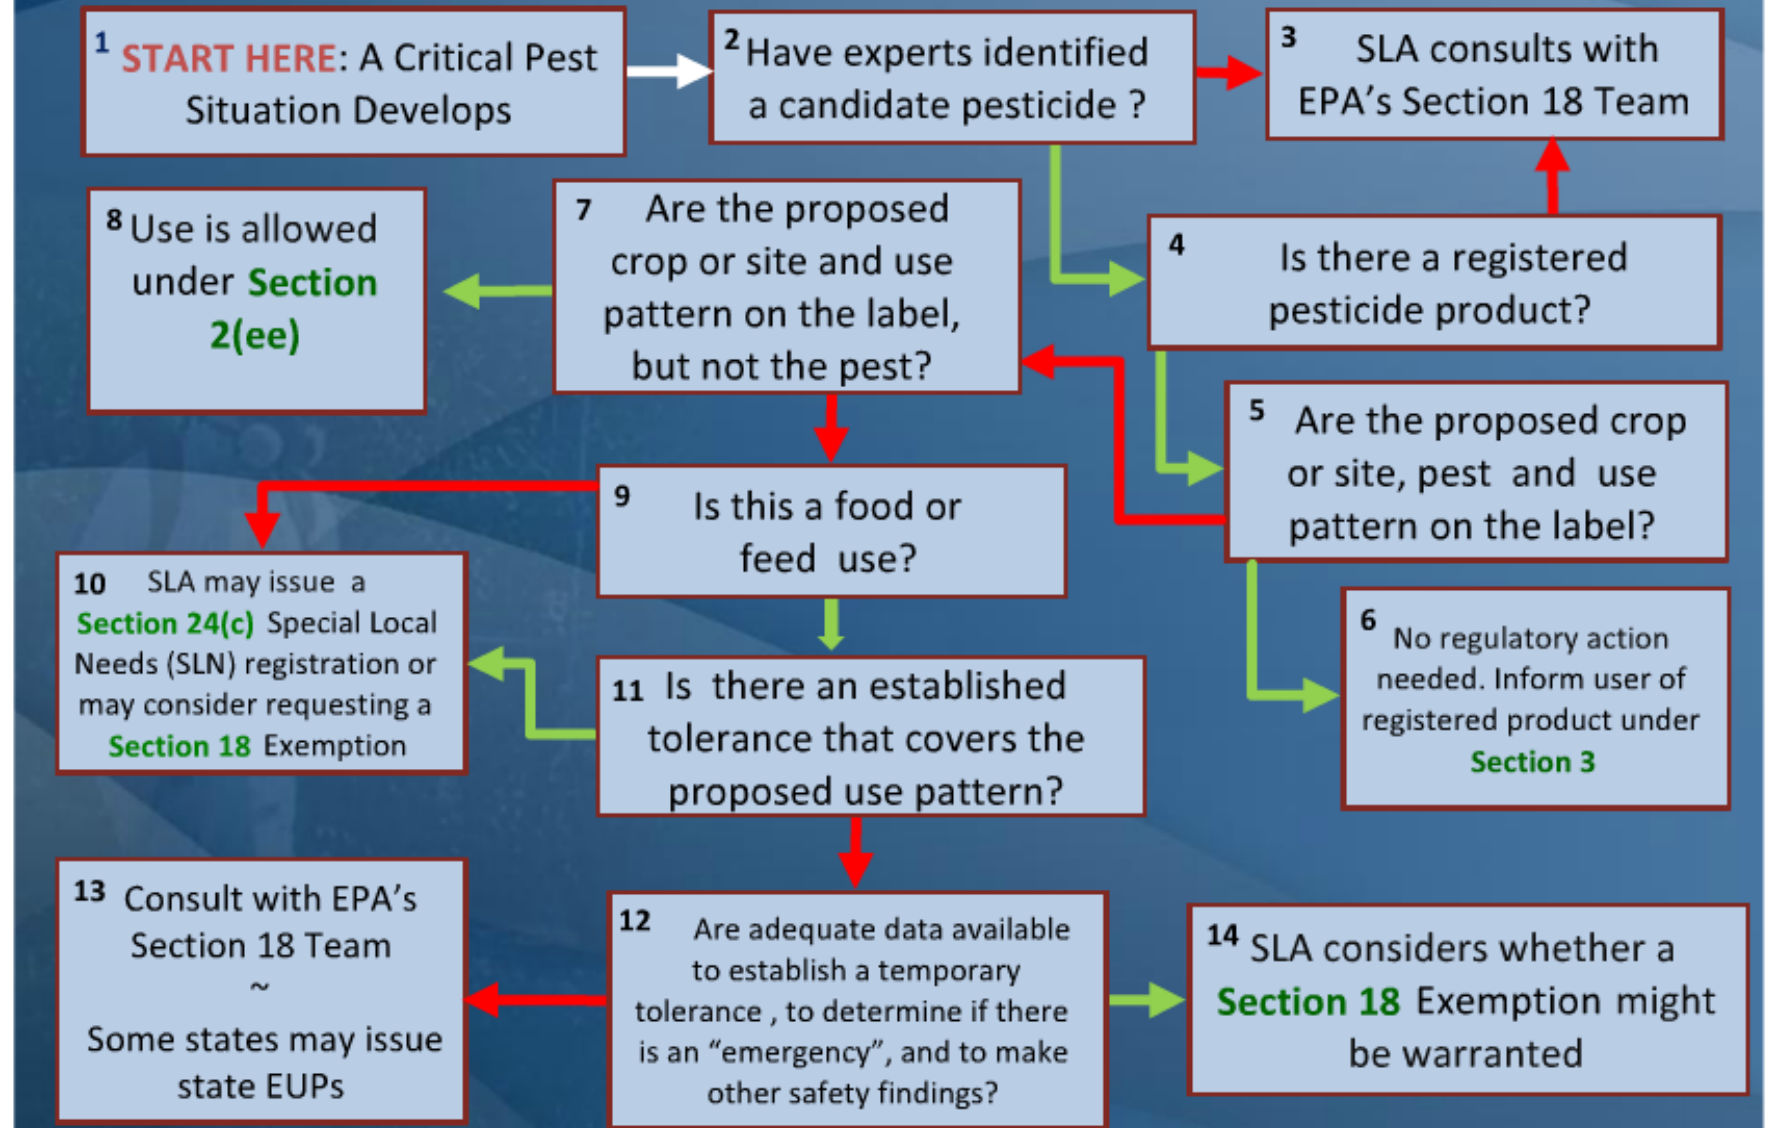 1 START HERE: A Critical Pest
Situation Develops
2 Have experts identified
a candidate pesticide ?
3 SLA consults with
EPA’s Section 18 Team
4 Is there a registered
pesticide product?
5 Are the proposed crop
or site, pest and use
pattern on the label?
6 No regulatory action
needed. Inform user of
registered product under
Section 3
7 Are the proposed
crop or site and use
pattern on the label,
but not the pest?
8 Use is allowed
under Section
2(ee)
9 Is this a food or
feed use?
10 SLA may issue a
Section 24(c) Special Local
Needs (SLN) registration or
may consider requesting a
Section 18 Exemption
11 Is there an established
tolerance that covers the
proposed use pattern?
12 Are adequate data available
to establish a temporary
tolerance , to determine if there
is an “emergency”, and to make
other safety findings?
13 Consult with EPA’s
Section 18 Team
~
Some states may issue
state EUPs
14 SLA considers whether a
Section 18 Exemption might
be warranted